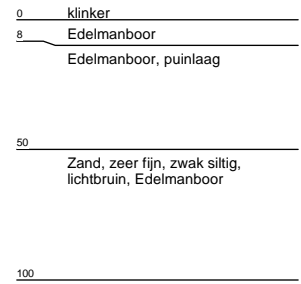 0 klinker
8 Edelmanboor
Edelmanboor, puinlaag
50
Zand, zeer fijn, zwak siltig,
lichtbruin, Edelmanboor
100